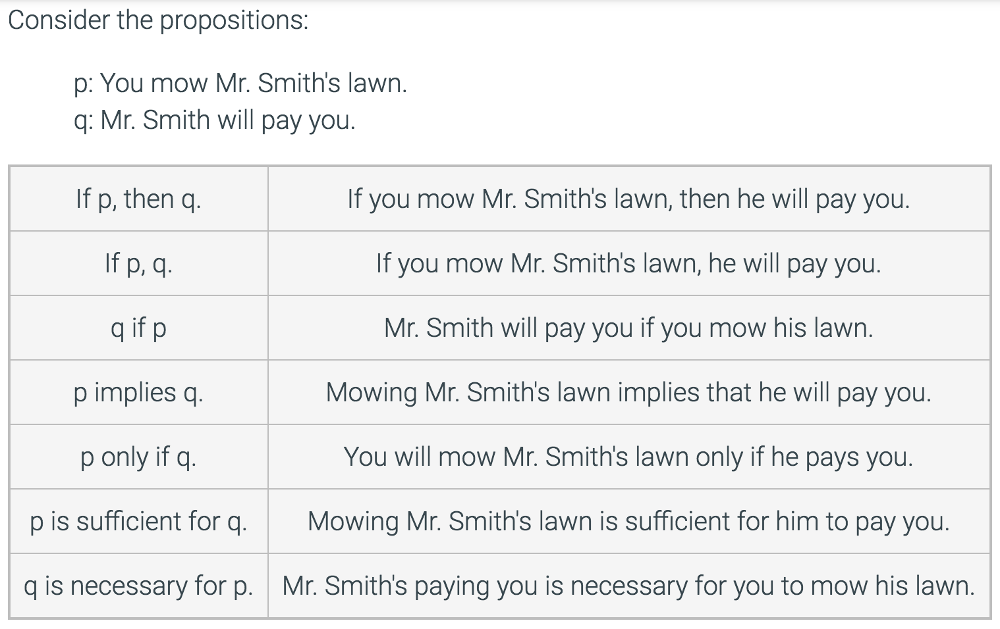 Consider the propositions:
p: You mow Mr. Smith's lawn.
q: Mr. Smith will pay you.
If p, then q. If you mow Mr. Smith's lawn, then he will pay you.
If p, q. If you mow Mr. Smith's lawn, he will pay you.
q if p Mr. Smith will pay you if you mow his lawn.
p implies q. Mowing Mr. Smith's lawn implies that he will pay you.
p only if q. You will mow Mr. Smith's lawn only if he pays you.
p is sufficient for q. Mowing Mr. Smith's lawn is sufficient for him to pay you.
q is necessary for p. Mr. Smith's paying you is necessary for you to mow his lawn.